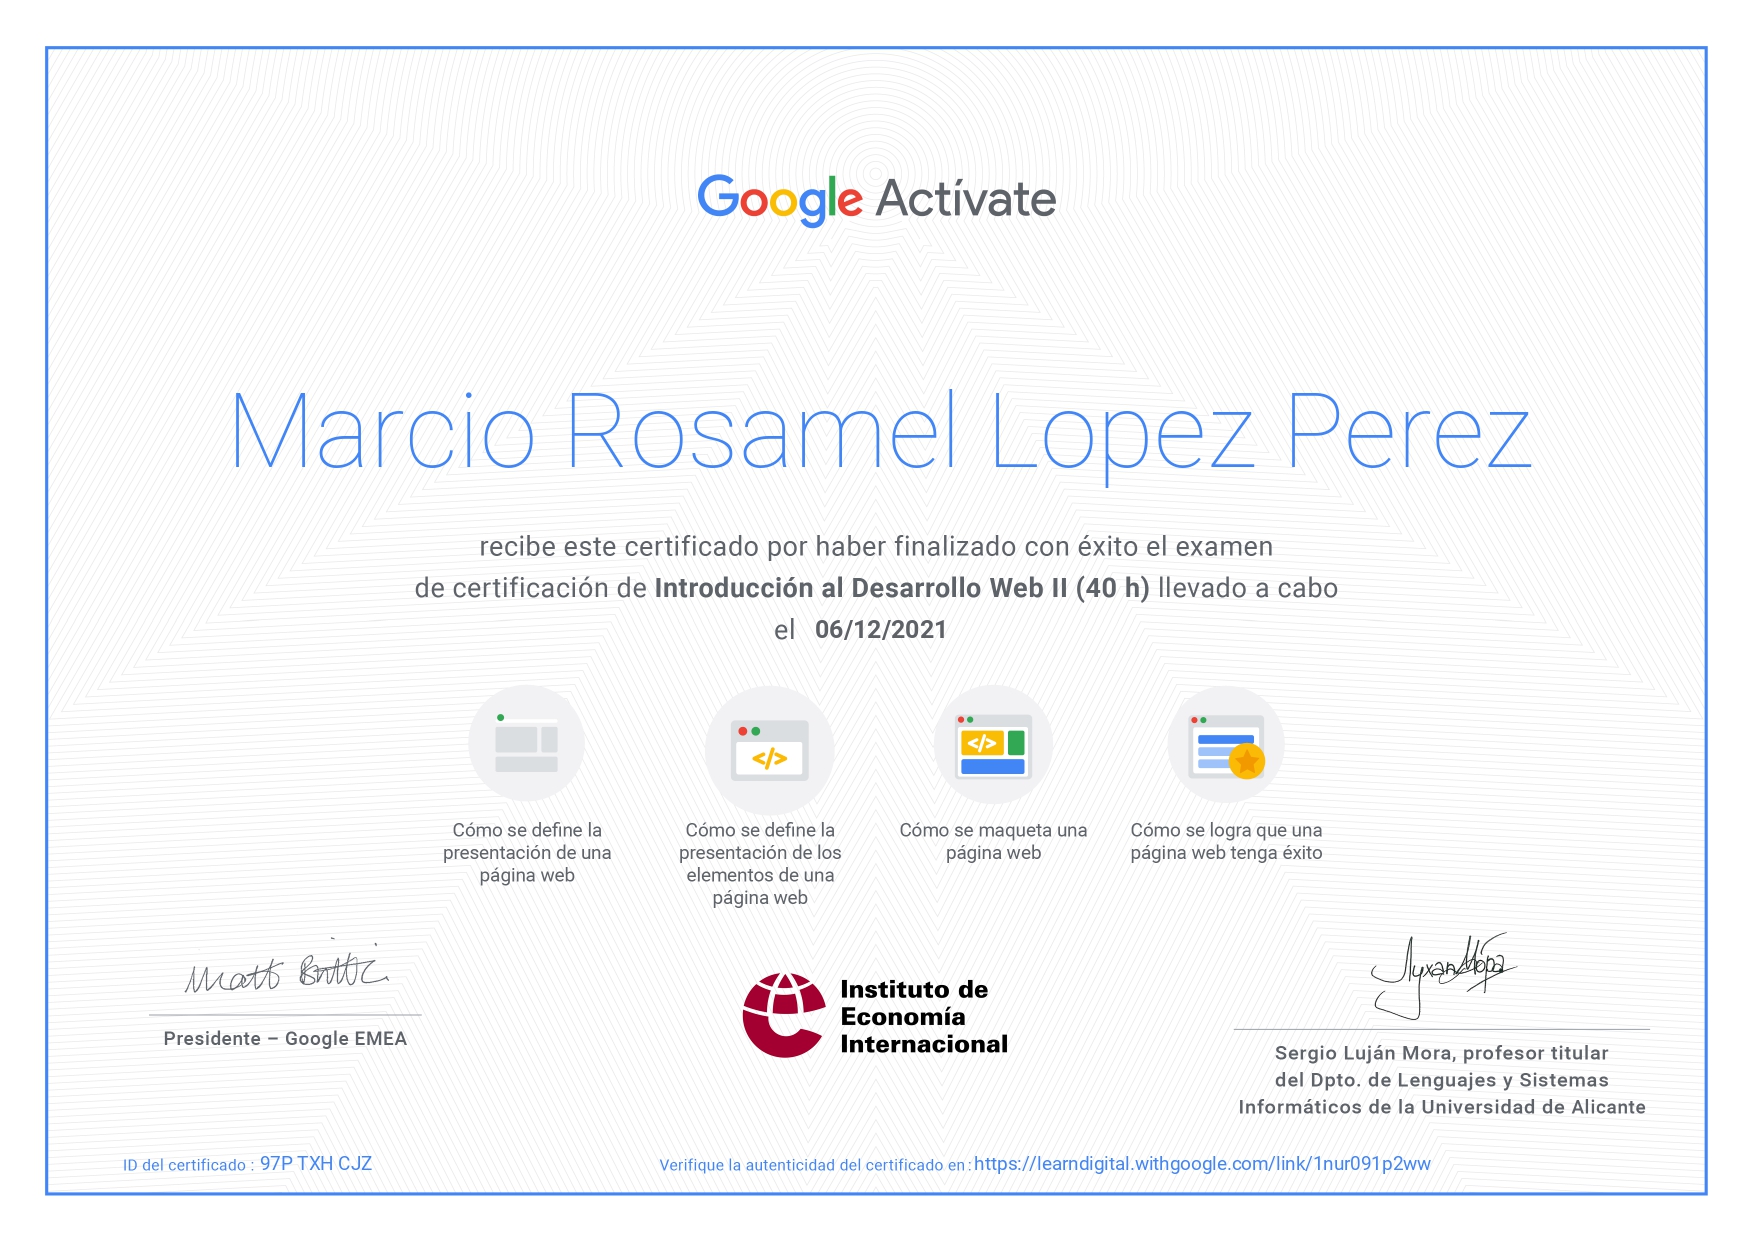 Google Actívate
Marcio Rosamel Lopez Perez
recibe este certificado por haber finalizado con éxito el examen
de certificación de Introducción al Desarrollo Web II (40 h) llevado a cabo
el 06/12/2021
</>
</>
Cómo se define la
presentación de una
página web
Cómo se define la
presentación de los
elementos de una
página web
Cómo se maqueta una
página web
Cómo se logra que una
página web tenga éxito
Presidente – Google EMEA
Instituto de
Economía
Internacional
Sergio Luján Mora, profesor titular
del Dpto. de Lenguajes y Sistemas
Informáticos de la Universidad de Alicante
ID del certificado : 97P TXH CJZ
Verifique la autenticidad del certificado en : https://learndigital.withgoogle.com/link/1nur091p2ww